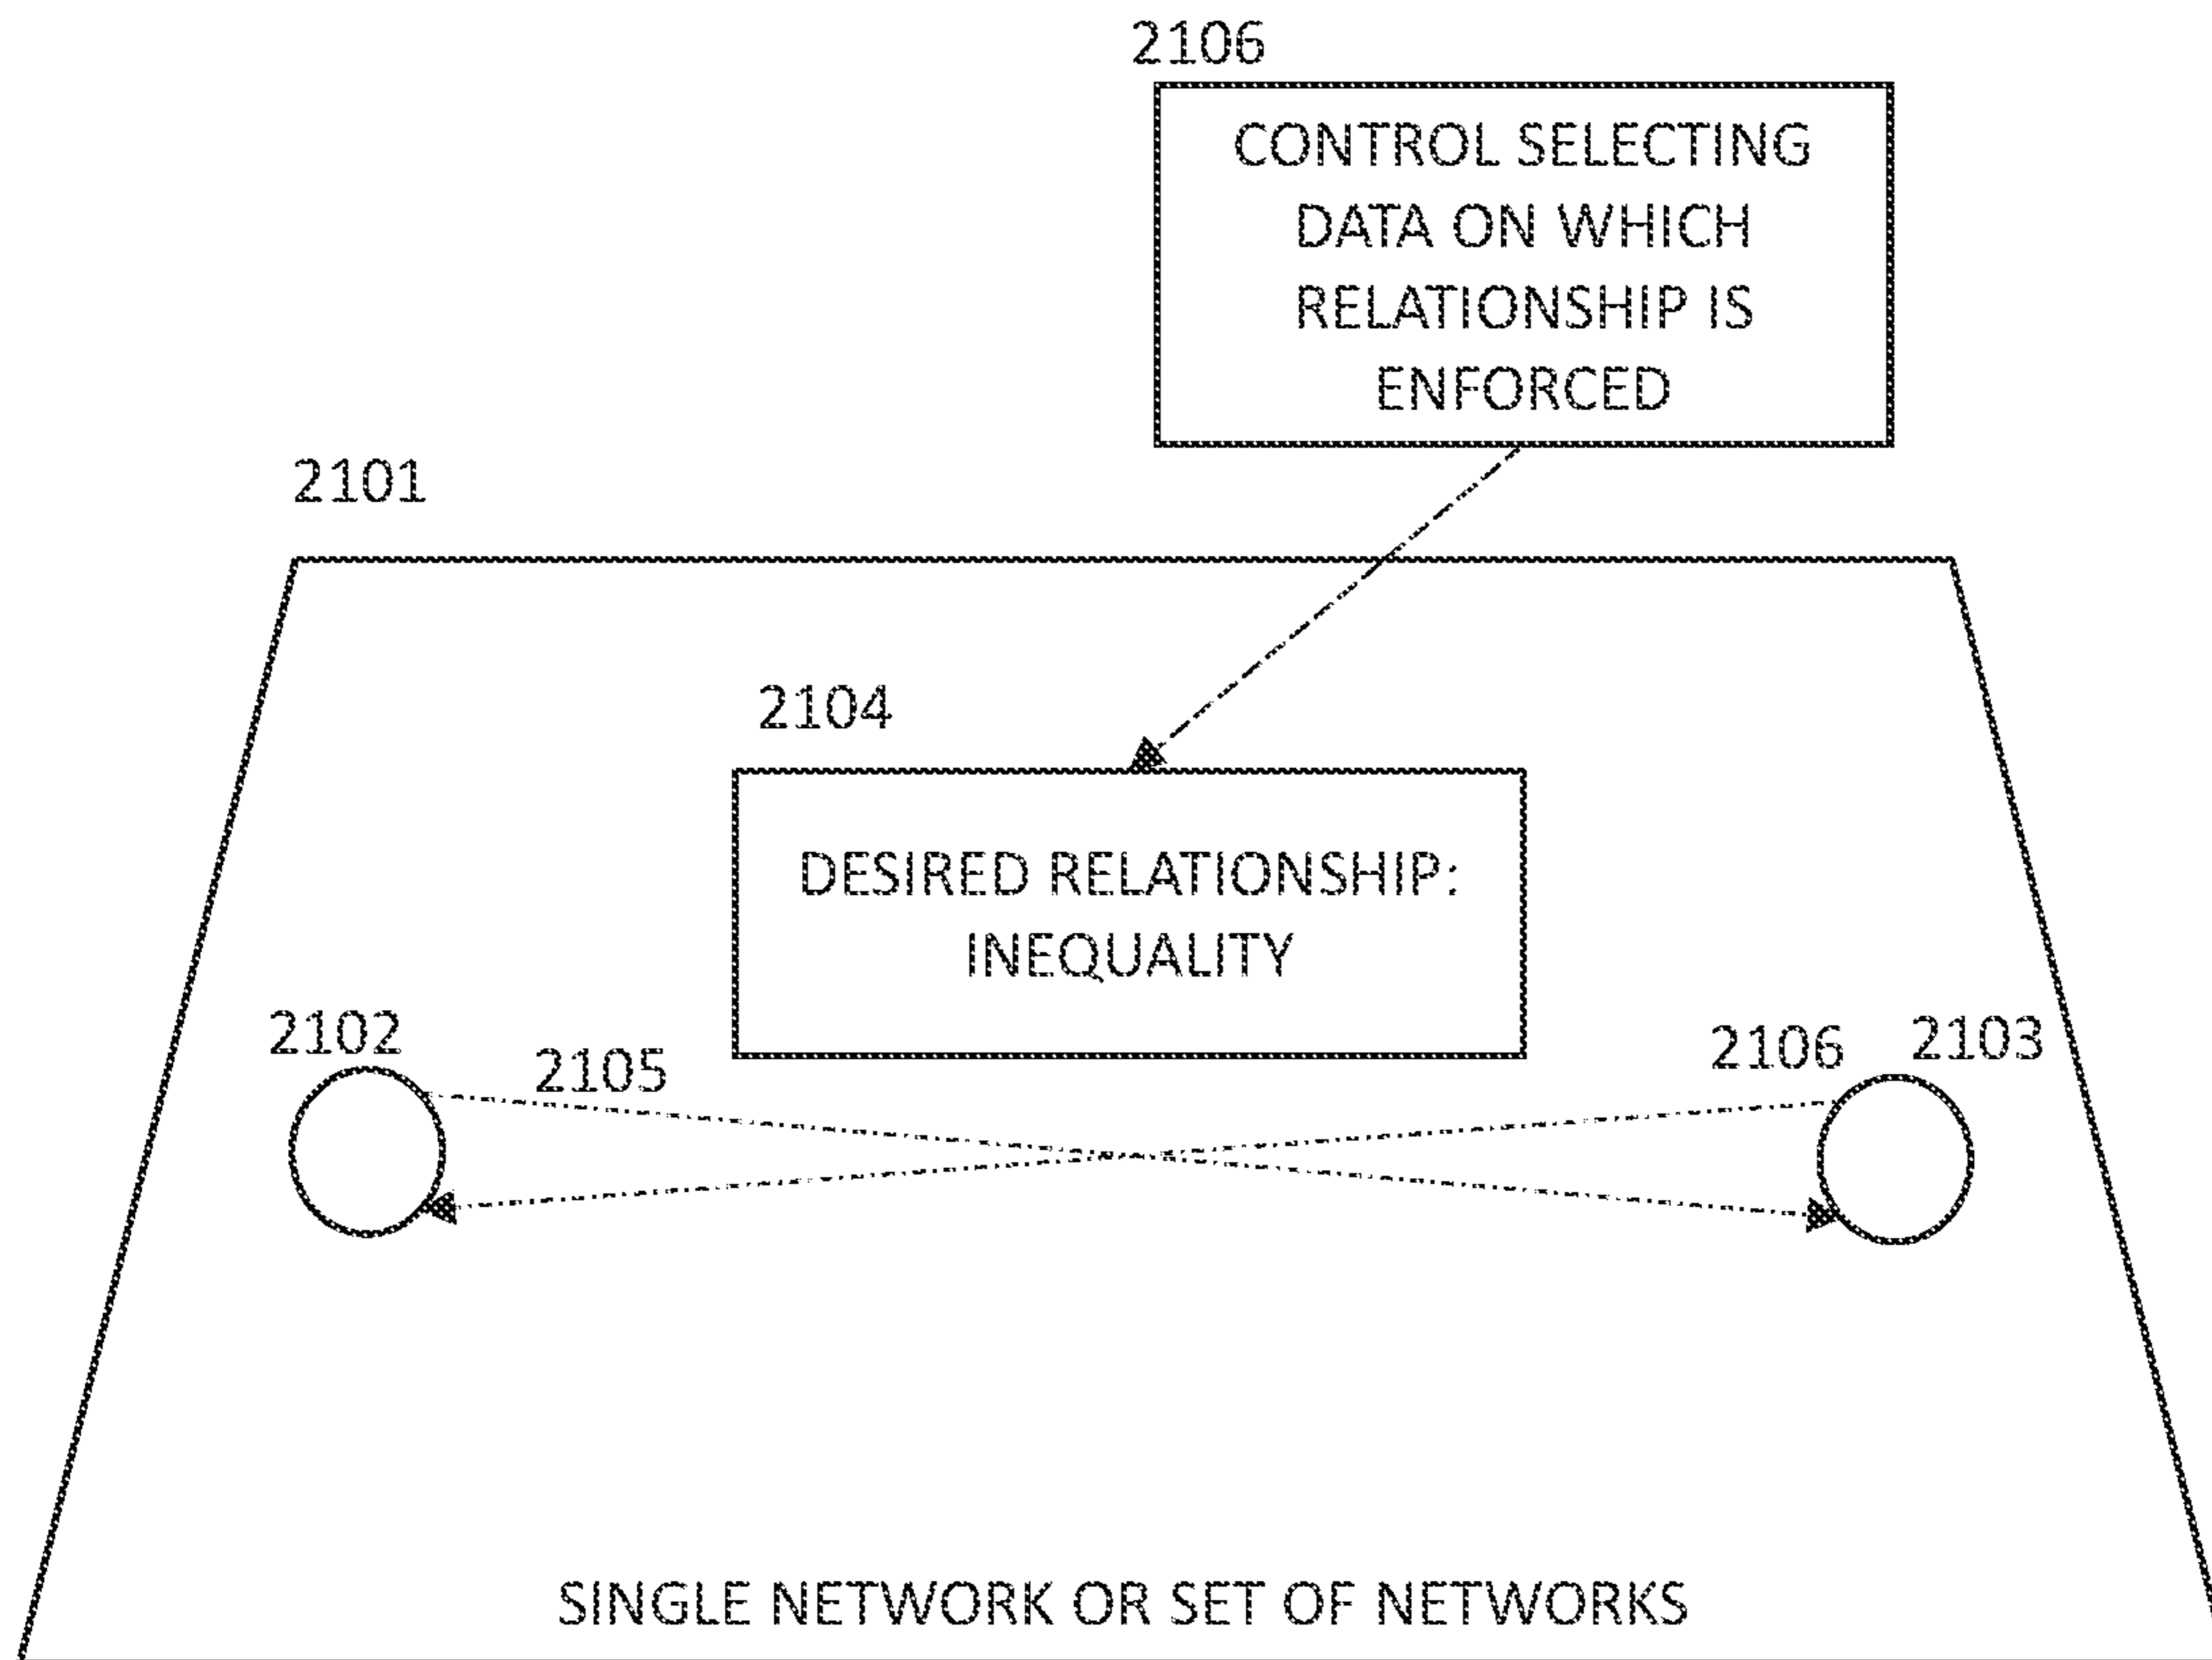 2106
CONTROL SELECTING
DATA ON WHICH
RELATIONSHIP IS
ENFORCED
2101
2104
DESIRED RELATIONSHIP:
INEQUALITY
2102
2105
2106
2103
SINGLE NETWORK OR SET OF NETWORKS